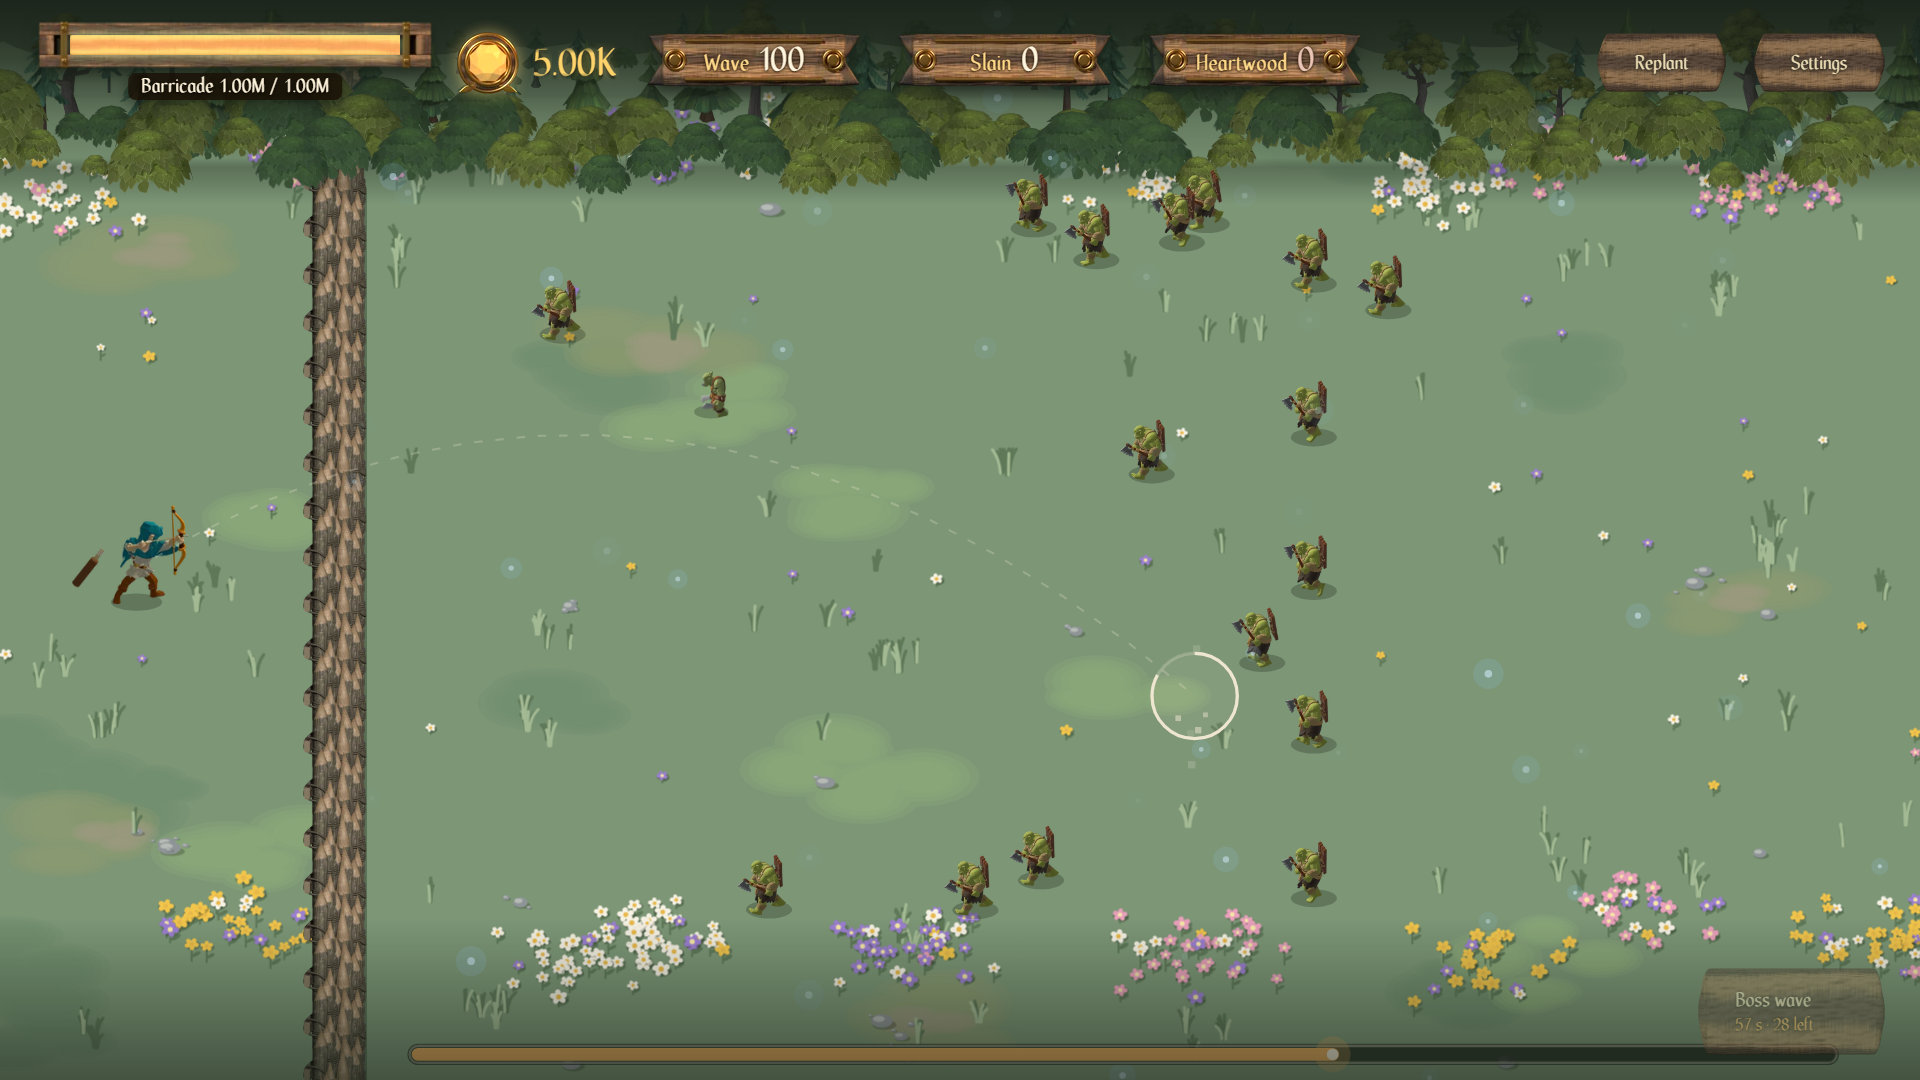 Barricade 1.00M / 1.00M
5.00K
Wave 100
Slain 0
Heartwood 0
Replant
Settings
Boss wave
57 s · 28 left